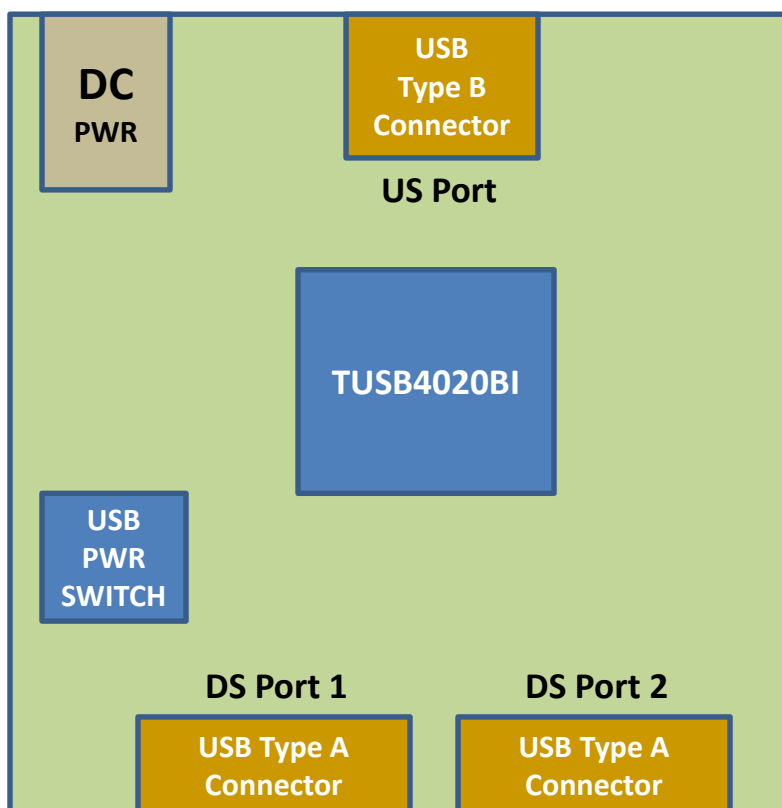 DC
PWR
USB
Type B
Connector
US Port
TUSB4020BI
USB
PWR
SWITCH
DS Port 1
DS Port 2
USB Type A
Connector
USB Type A
Connector